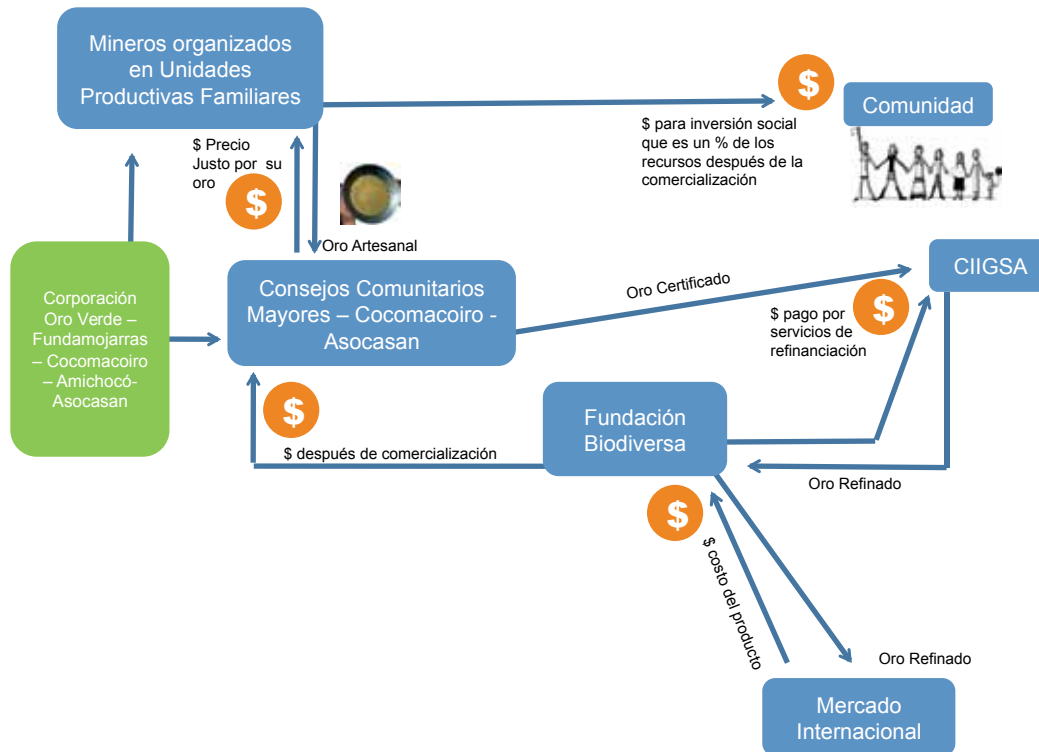 Mineros organizados
en Unidades
Productivas Familiares
$
Comunidad
$ Precio
Justo por su
oro
$
$ para inversión social
que es un % de los
recursos después de la
comercialización
Oro Artesanal
Corporación
Oro Verde –
Fundamojarras
– Cocomacoiro
– Amichocó-
Asocasan
Consejos Comunitarios
Mayores – Cocomacoiro -
Asocasan
Oro Certificado
CIIGSA
$ pago por
servicios de
refinanciación
$
$
$ después de comercialización
Fundación
Biodiversa
Oro Refinado
$
$ costo del producto
Oro Refinado
Mercado
Internacional